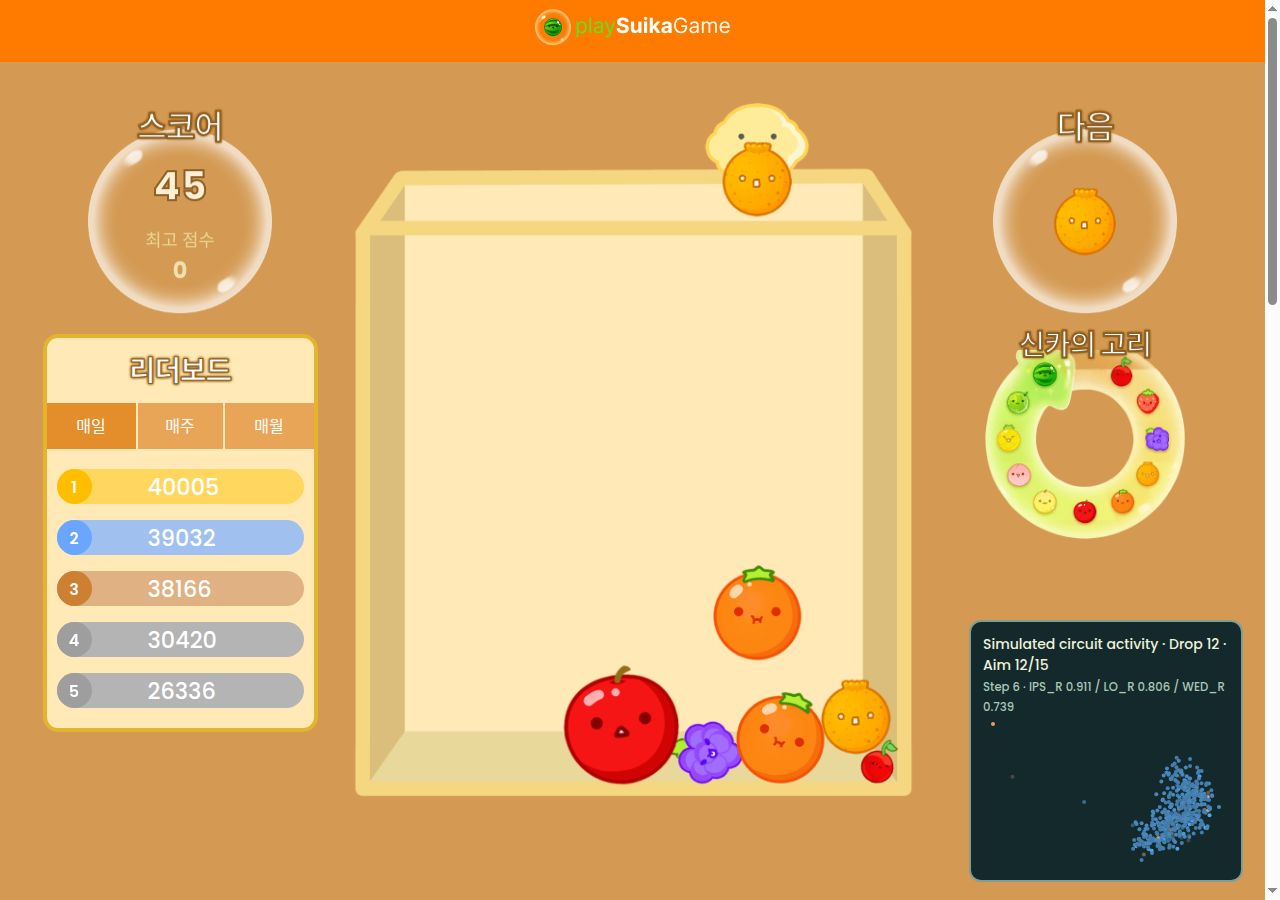 playSuikaGame
스코어
45
최고 점수
0
리더보드
매일 매주 매월
1 40005
2 39032
3 38166
4 30420
5 26336
다음
신카의 고리
Simulated circuit activity · Drop 12 ·
Aim 12/15
Step 6 · IPS_R 0.911 / LO_R 0.806 / WED_R
0.739